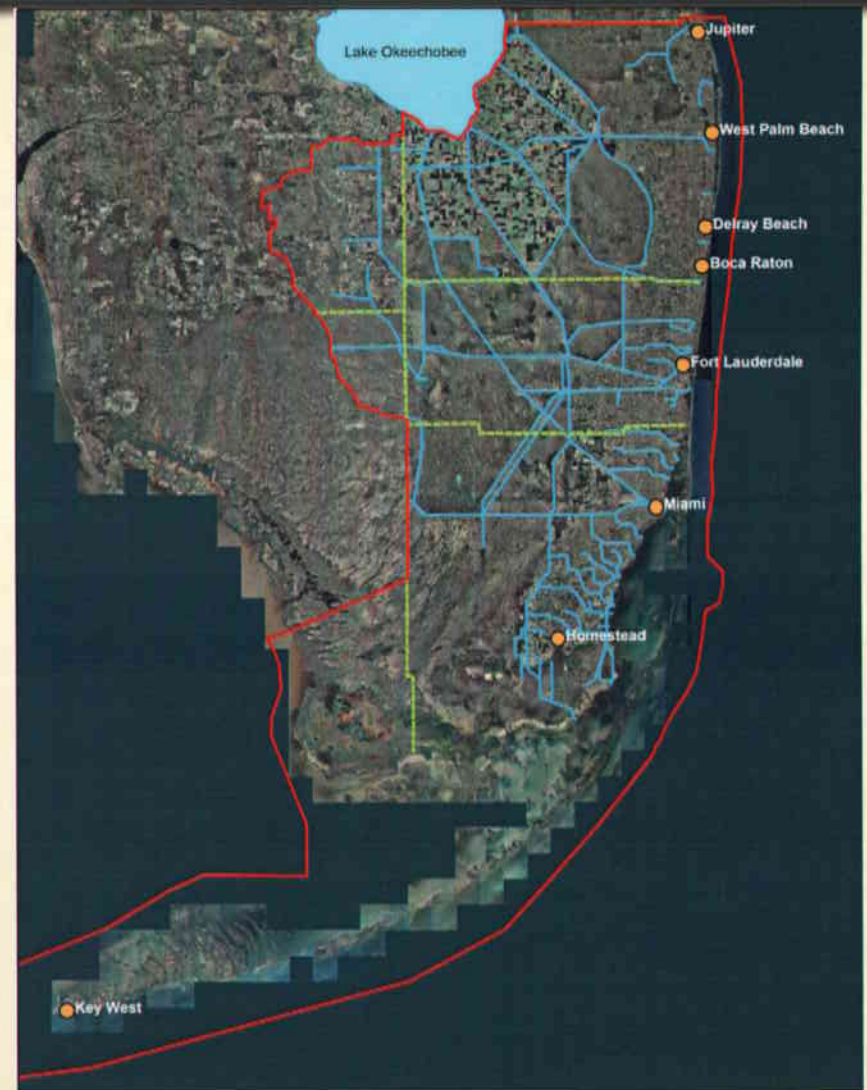 Lake Okeechobee
Jupiter
West Palm Beach
Delray Beach
Boca Raton
Fort Lauderdale
Miami
Homestead
Key West